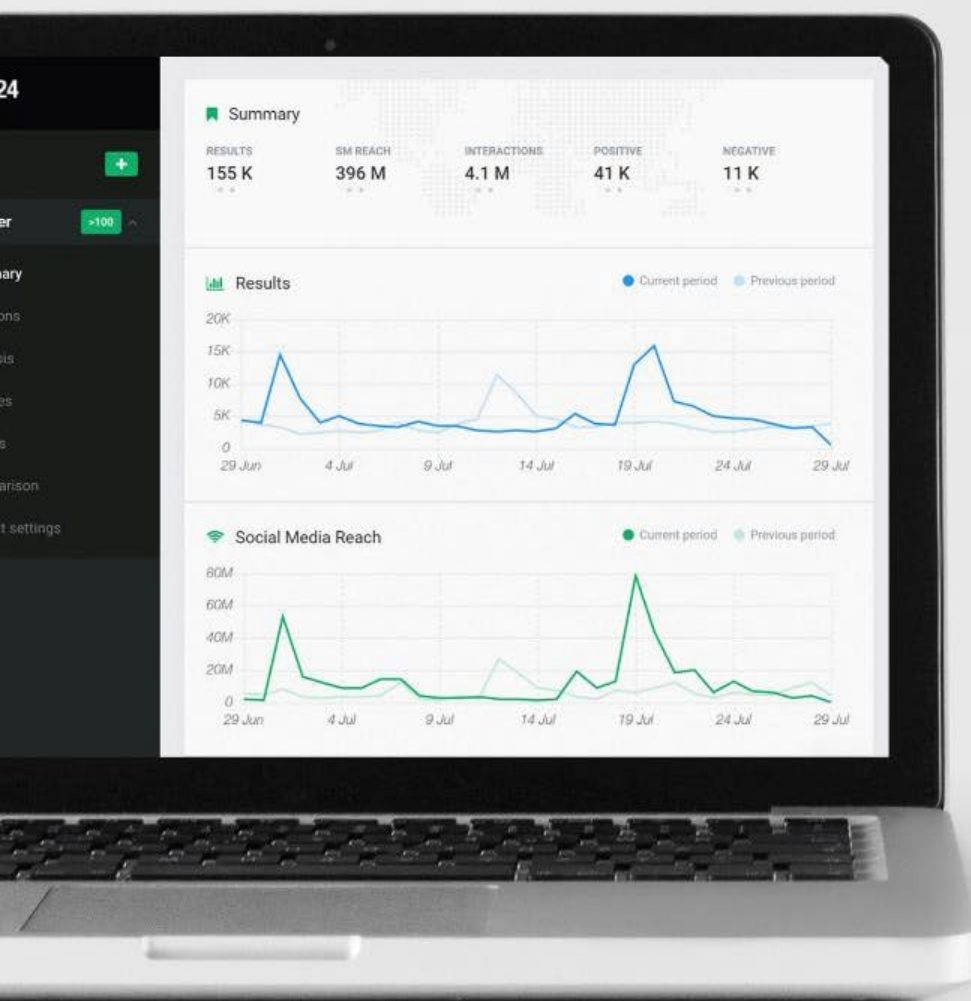 24
+
er
>100
ary
ons
sis
es
s
arison
t settings
Summary
RESULTS SM REACH INTERACTIONS POSITIVE NEGATIVE
155 K 396 M 4.1 M 41 K 11 K
Results Current period Previous period
20K
15K
10K
5K
0
29 Jun 4 Jul 9 Jul 14 Jul 19 Jul 24 Jul 29 Jul
Social Media Reach Current period Previous period
80M
60M
40M
20M
0
29 Jun 4 Jul 9 Jul 14 Jul 19 Jul 24 Jul 29 Jul